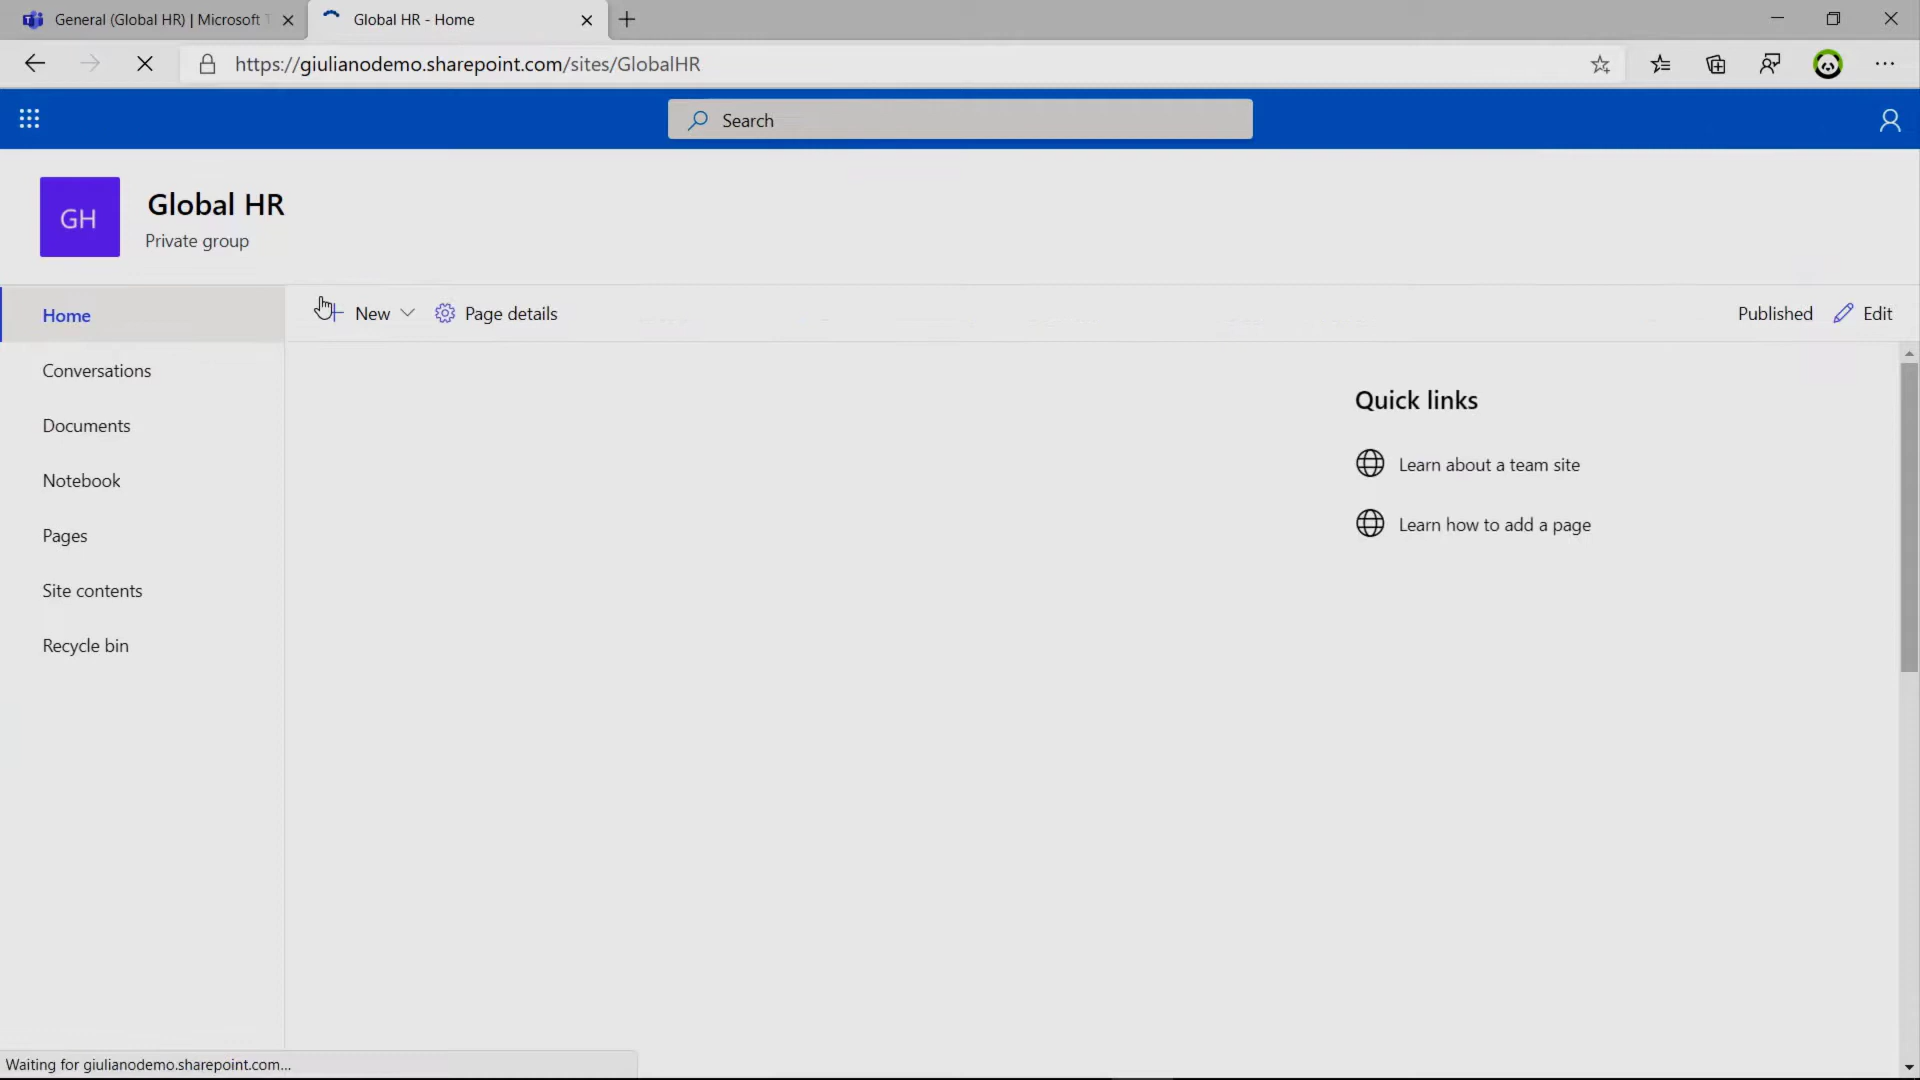 General (Global HR) | Microsoft T
Global HR - Home
https://giulianodemo.sharepoint.com/sites/GlobalHR
Search
GH
Global HR
Private group
Home
New
Page details
Published
Edit
Conversations
Documents
Notebook
Pages
Site contents
Recycle bin
Quick links
Learn about a team site
Learn how to add a page
Waiting for giulianodemo.sharepoint.com...